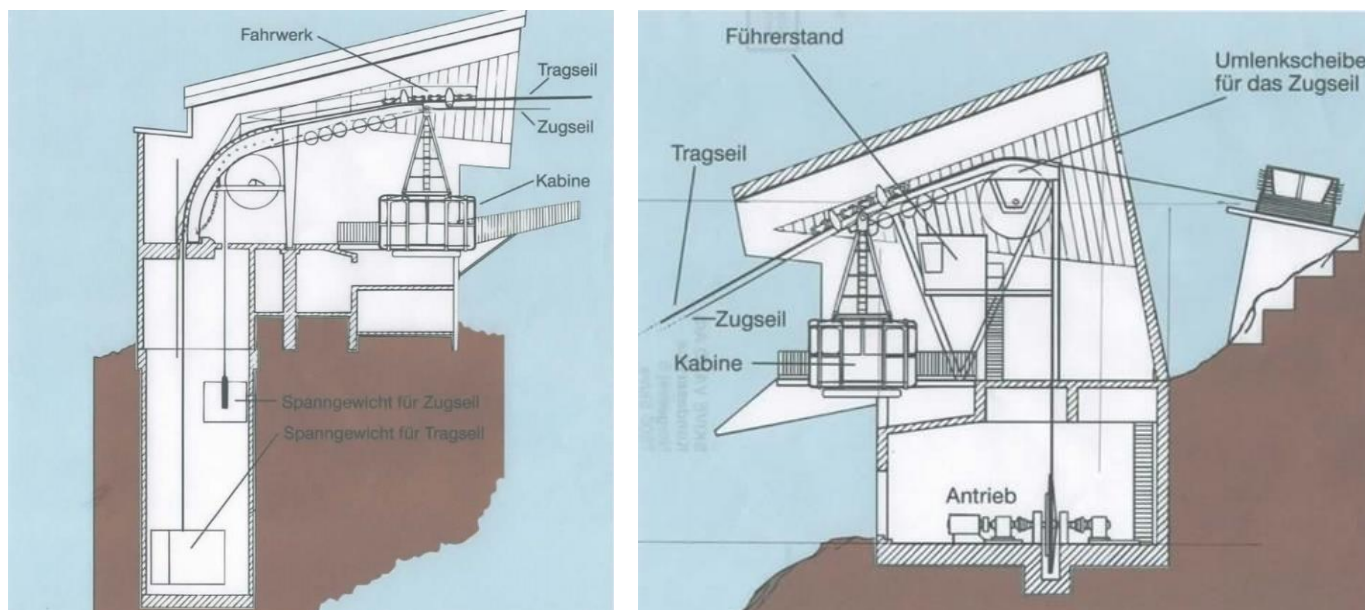 Fahrwerk
Tragseil
Zugseil
Kabine
Spanngewicht für Zugseil
Spanngewicht für Tragseil
Führerstand
Umlenkscheibe
für das Zugseil
Tragseil
Zugseil
Kabine
Antrieb